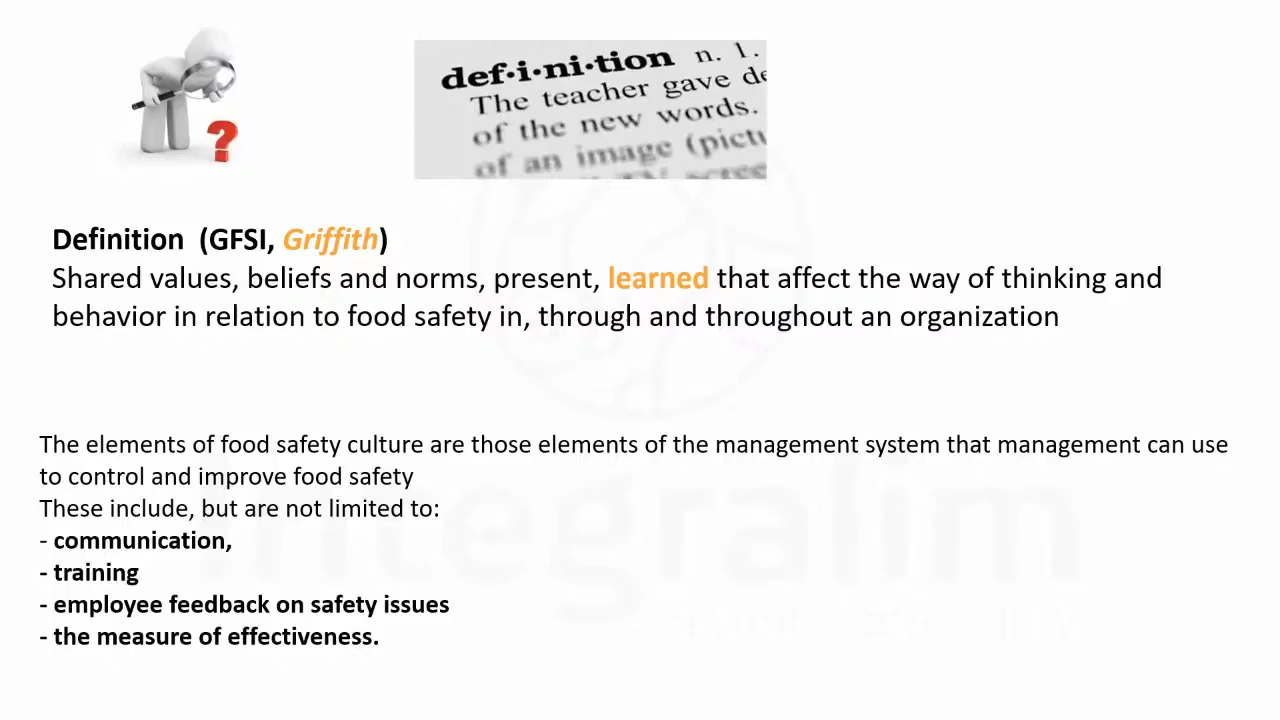 def·i·ni·tion n. 1.
The teacher gave de
of the new words.
of an image (pictu
Definition (GFSI, Griffith)
Shared values, beliefs and norms, present, learned that affect the way of thinking and
behavior in relation to food safety in, through and throughout an organization
The elements of food safety culture are those elements of the management system that management can use
to control and improve food safety
These include, but are not limited to:
- communication,
- training
- employee feedback on safety issues
- the measure of effectiveness.
integralim